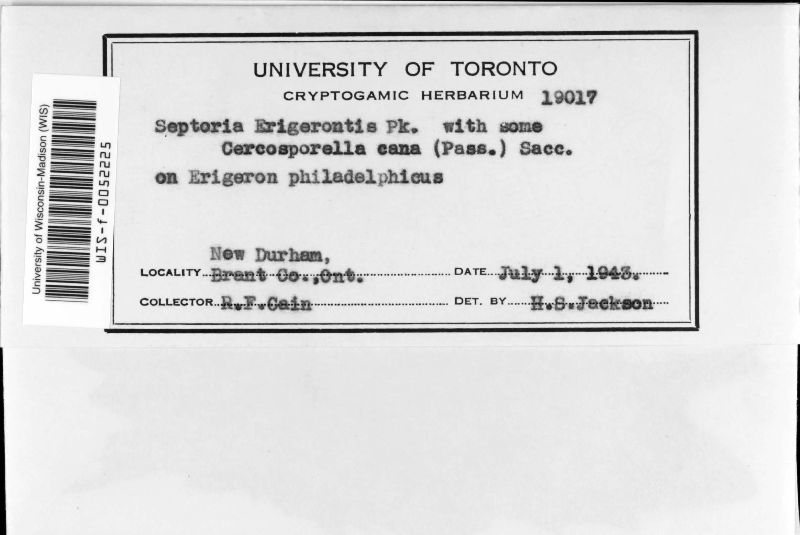 UNIVERSITY OF TORONTO
CRYPTOGAMIC HERBARIUM 19017
Septoria Erigerontis Pk. with some
Cercosporella cana (Pass.) Sacc.
on Erigeron philadelphicus
New Durham,
LOCALITY Brant Co.,Ont. DATE July 1, 1943.
COLLECTOR R.F.Cain DET. BY H.S.Jackson
University of Wisconsin-Madison (WIS)
WIS-f-0052225